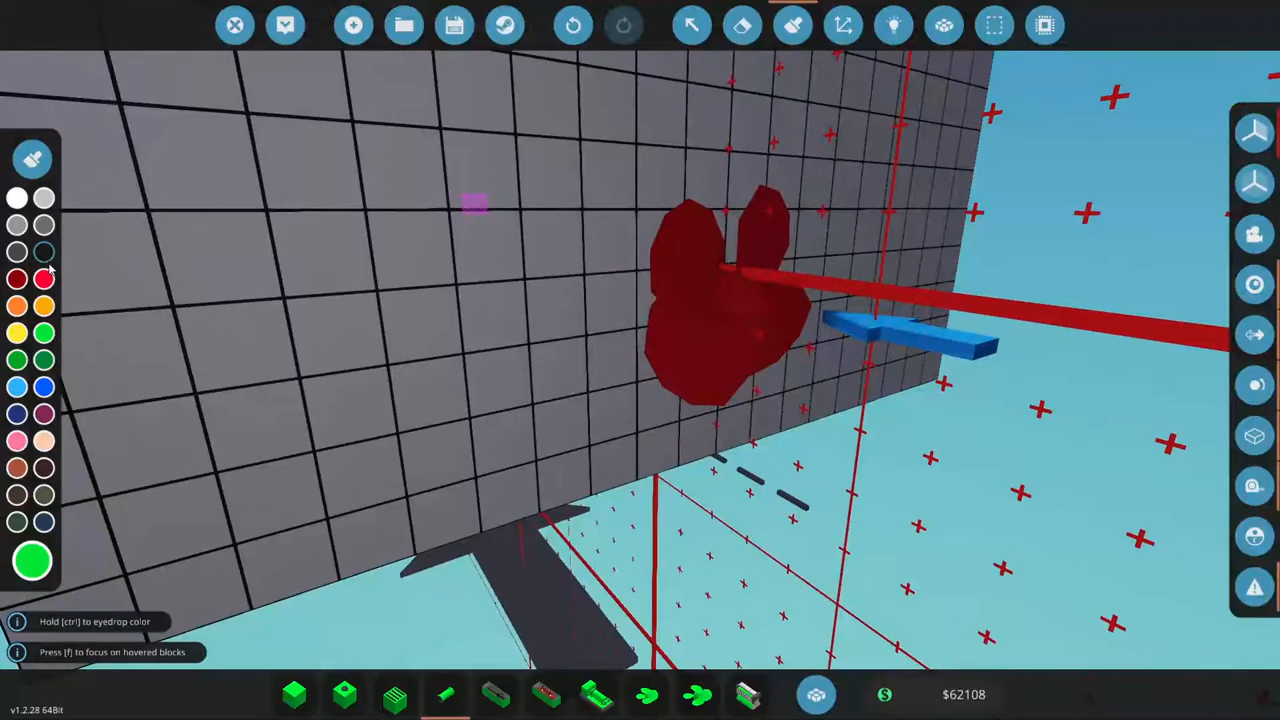 Hold [ctrl] to eyedrop color
Press [f] to focus on hovered blocks
$ $62108
v1.2.28 64Bit